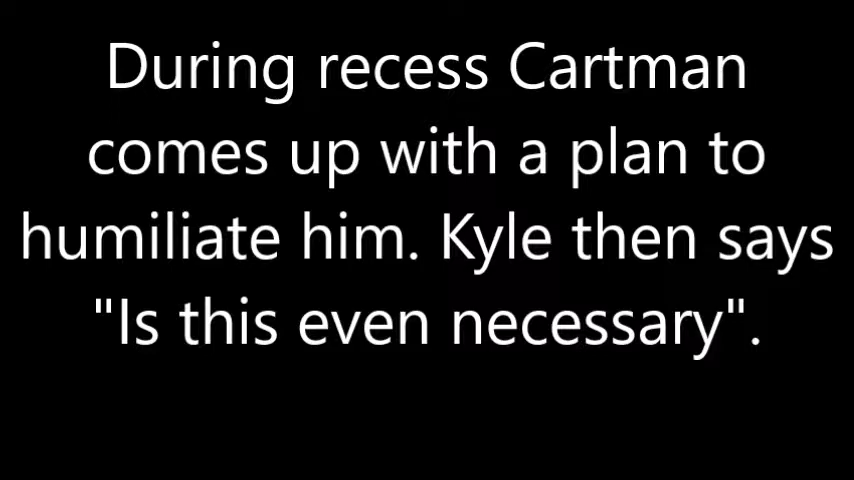 During recess Cartman
comes up with a plan to
humiliate him. Kyle then says
"Is this even necessary".